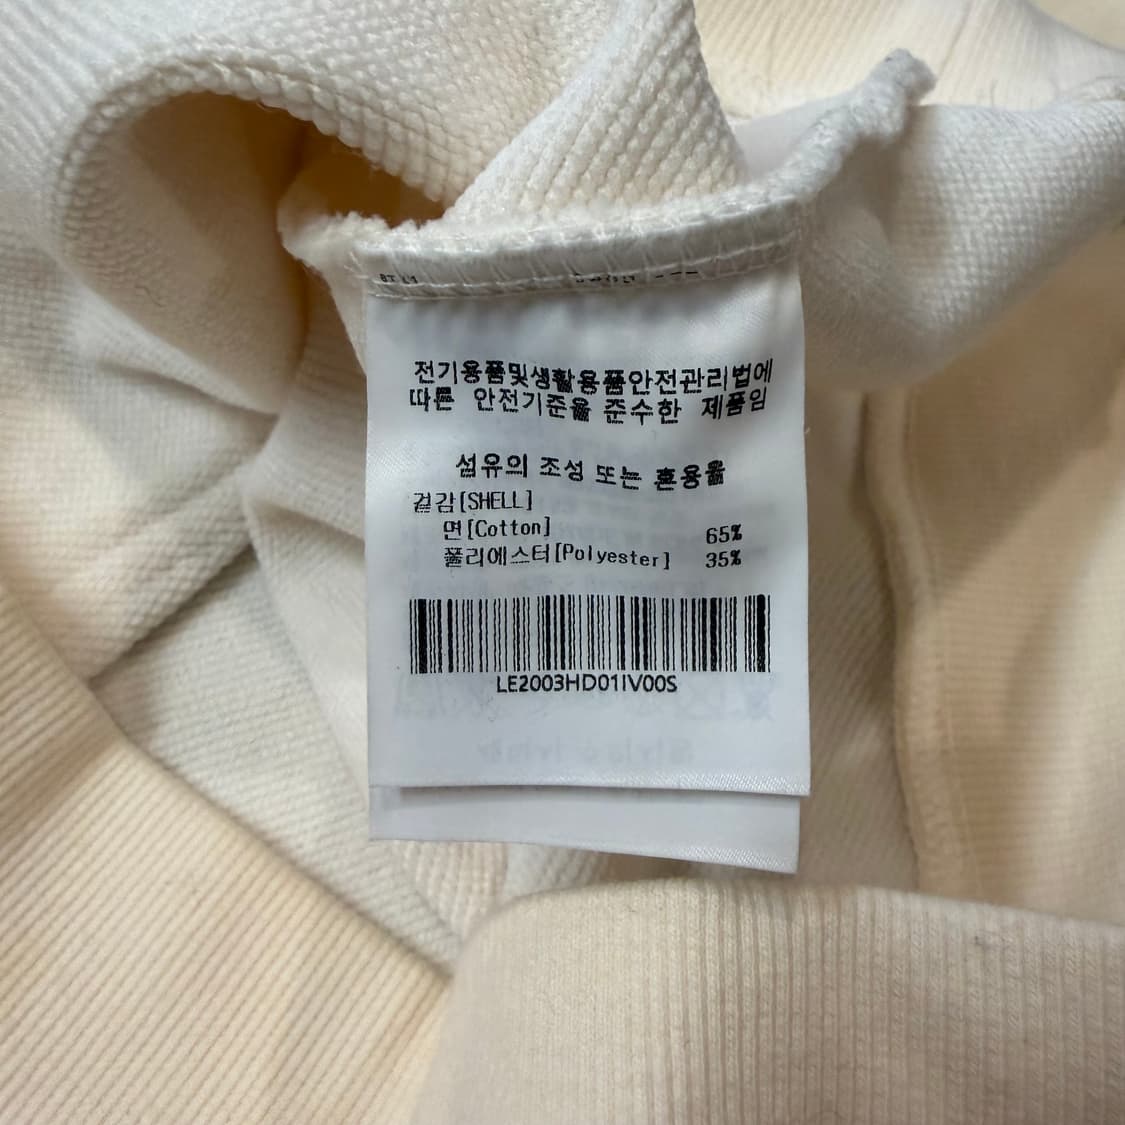 전기용품및생활용품안전관리법에
따른 안전기준을 준수한 제품임
섬유의 조성 또는 혼용율
겉감[SHELL]
면[Cotton] 65%
폴리에스터[Polyester] 35%
LE2003HD01IV00S